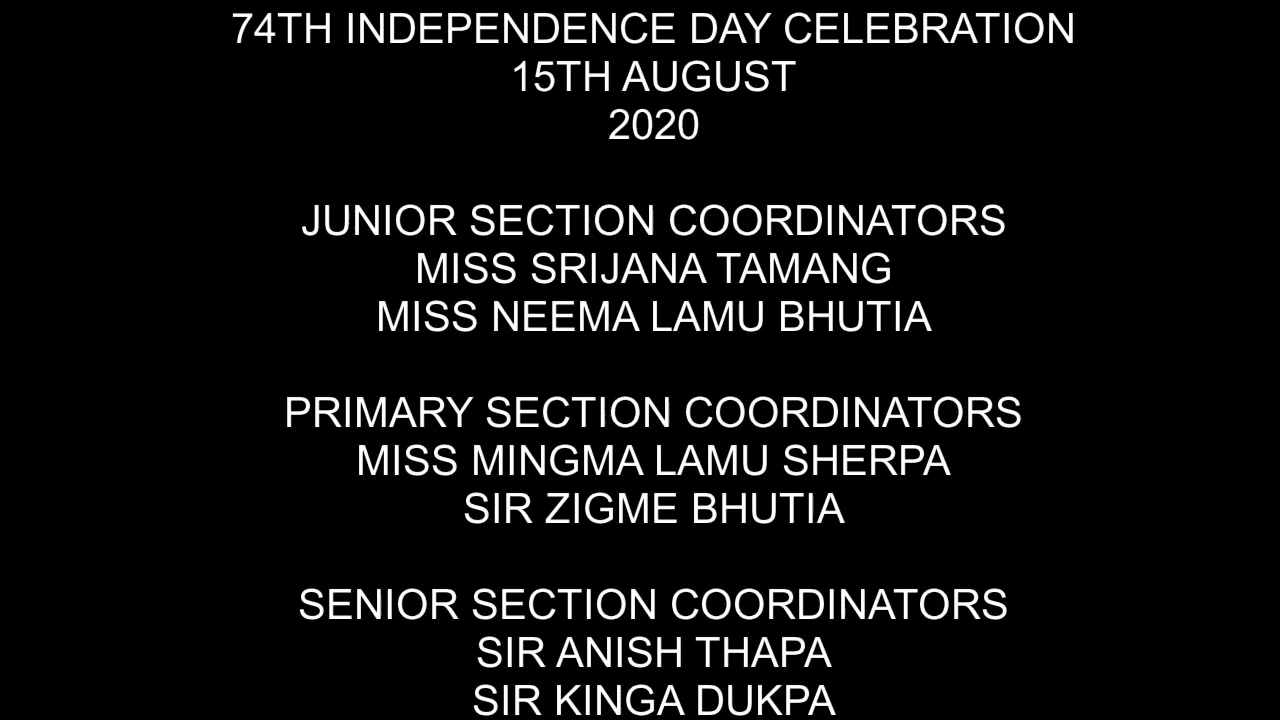 74TH INDEPENDENCE DAY CELEBRATION
15TH AUGUST
2020
JUNIOR SECTION COORDINATORS
MISS SRIJANA TAMANG
MISS NEEMA LAMU BHUTIA
PRIMARY SECTION COORDINATORS
MISS MINGMA LAMU SHERPA
SIR ZIGME BHUTIA
SENIOR SECTION COORDINATORS
SIR ANISH THAPA
SIR KINGA DUKPA